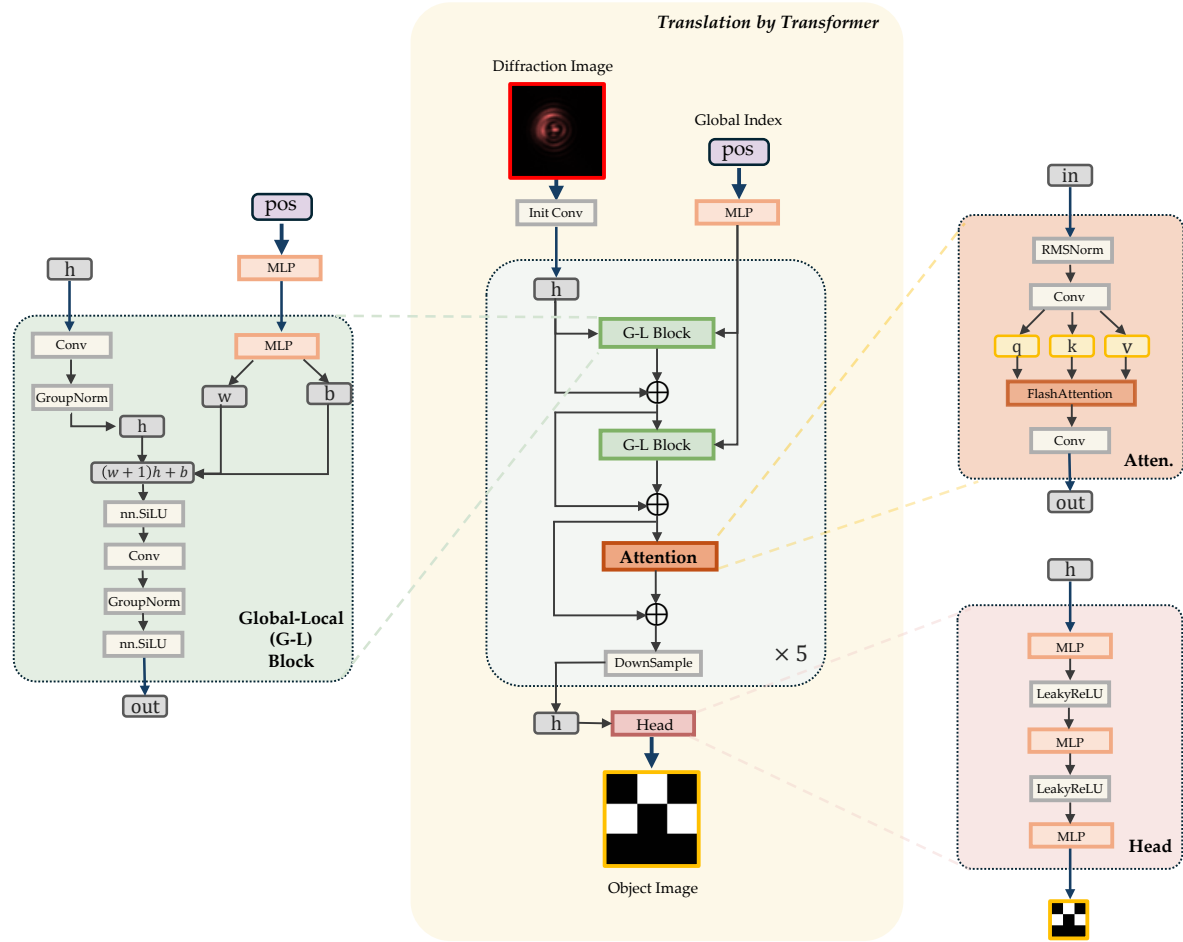 Translation by Transformer
Diffraction Image
Global Index
pos
Init Conv
MLP
h
G-L Block
G-L Block
Attention
DownSample
× 5
h
Head
Object Image
pos
MLP
h
Conv
MLP
GroupNorm
w
b
h
(w + 1)h + b
nn.SiLU
Conv
GroupNorm
nn.SiLU
Global-Local
(G-L)
Block
out
in
RMSNorm
Conv
q
k
v
FlashAttention
Conv
Atten.
out
h
MLP
LeakyReLU
MLP
LeakyReLU
MLP
Head